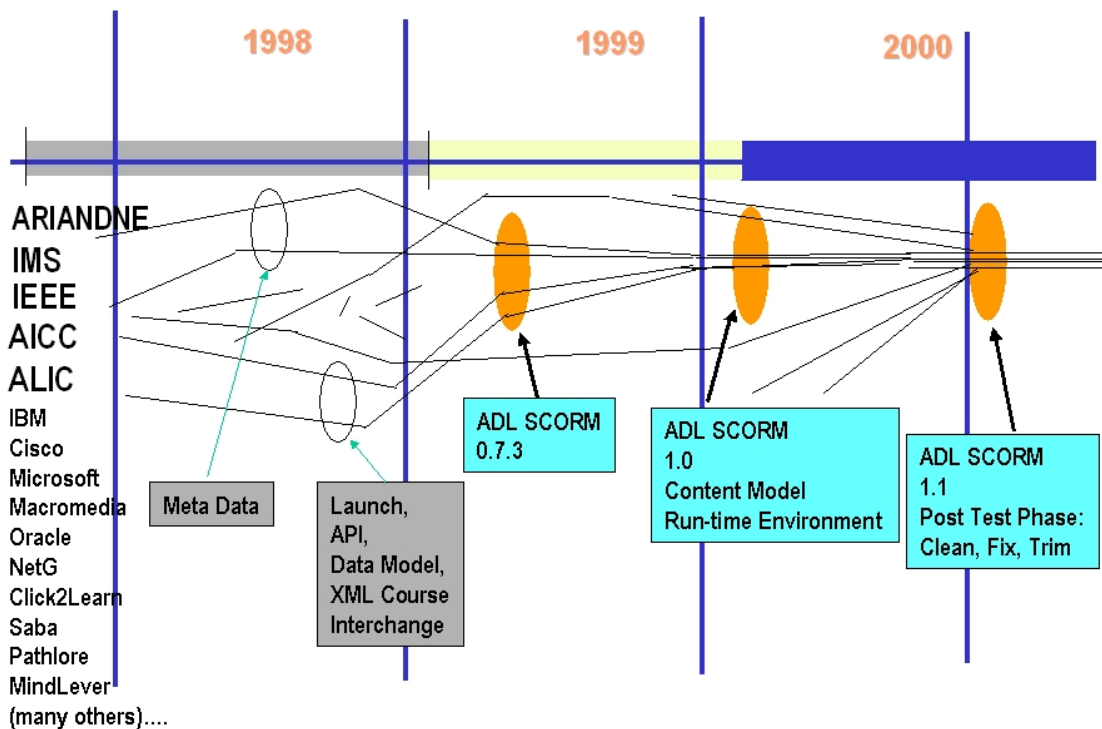 1998
1999
2000
ARIANDNE
IMS
IEEE
AICC
ALIC
IBM
Cisco
Microsoft
Macromedia
Oracle
NetG
Click2Learn
Saba
Pathlore
MindLever
(many others)....
Meta Data
Launch,
API,
Data Model,
XML Course
Interchange
ADL SCORM
0.7.3
ADL SCORM
1.0
Content Model
Run-time Environment
ADL SCORM
1.1
Post Test Phase:
Clean, Fix, Trim